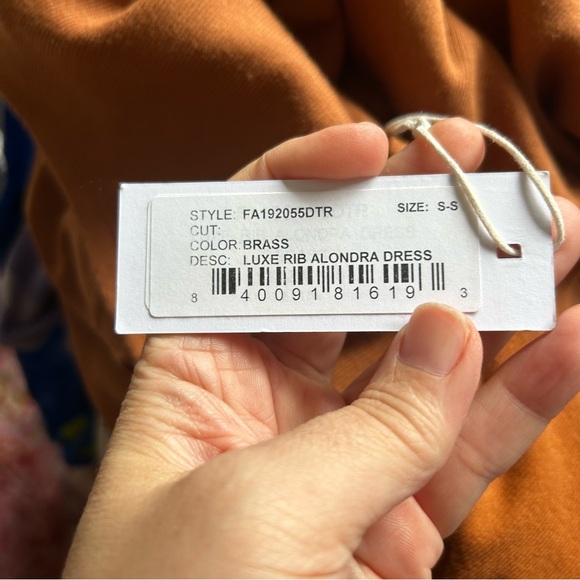 STYLE: FA192055DTR SIZE: S-S
CUT:
COLOR: BRASS
DESC: LUXE RIB ALONDRA DRESS
8 40091 81619 3